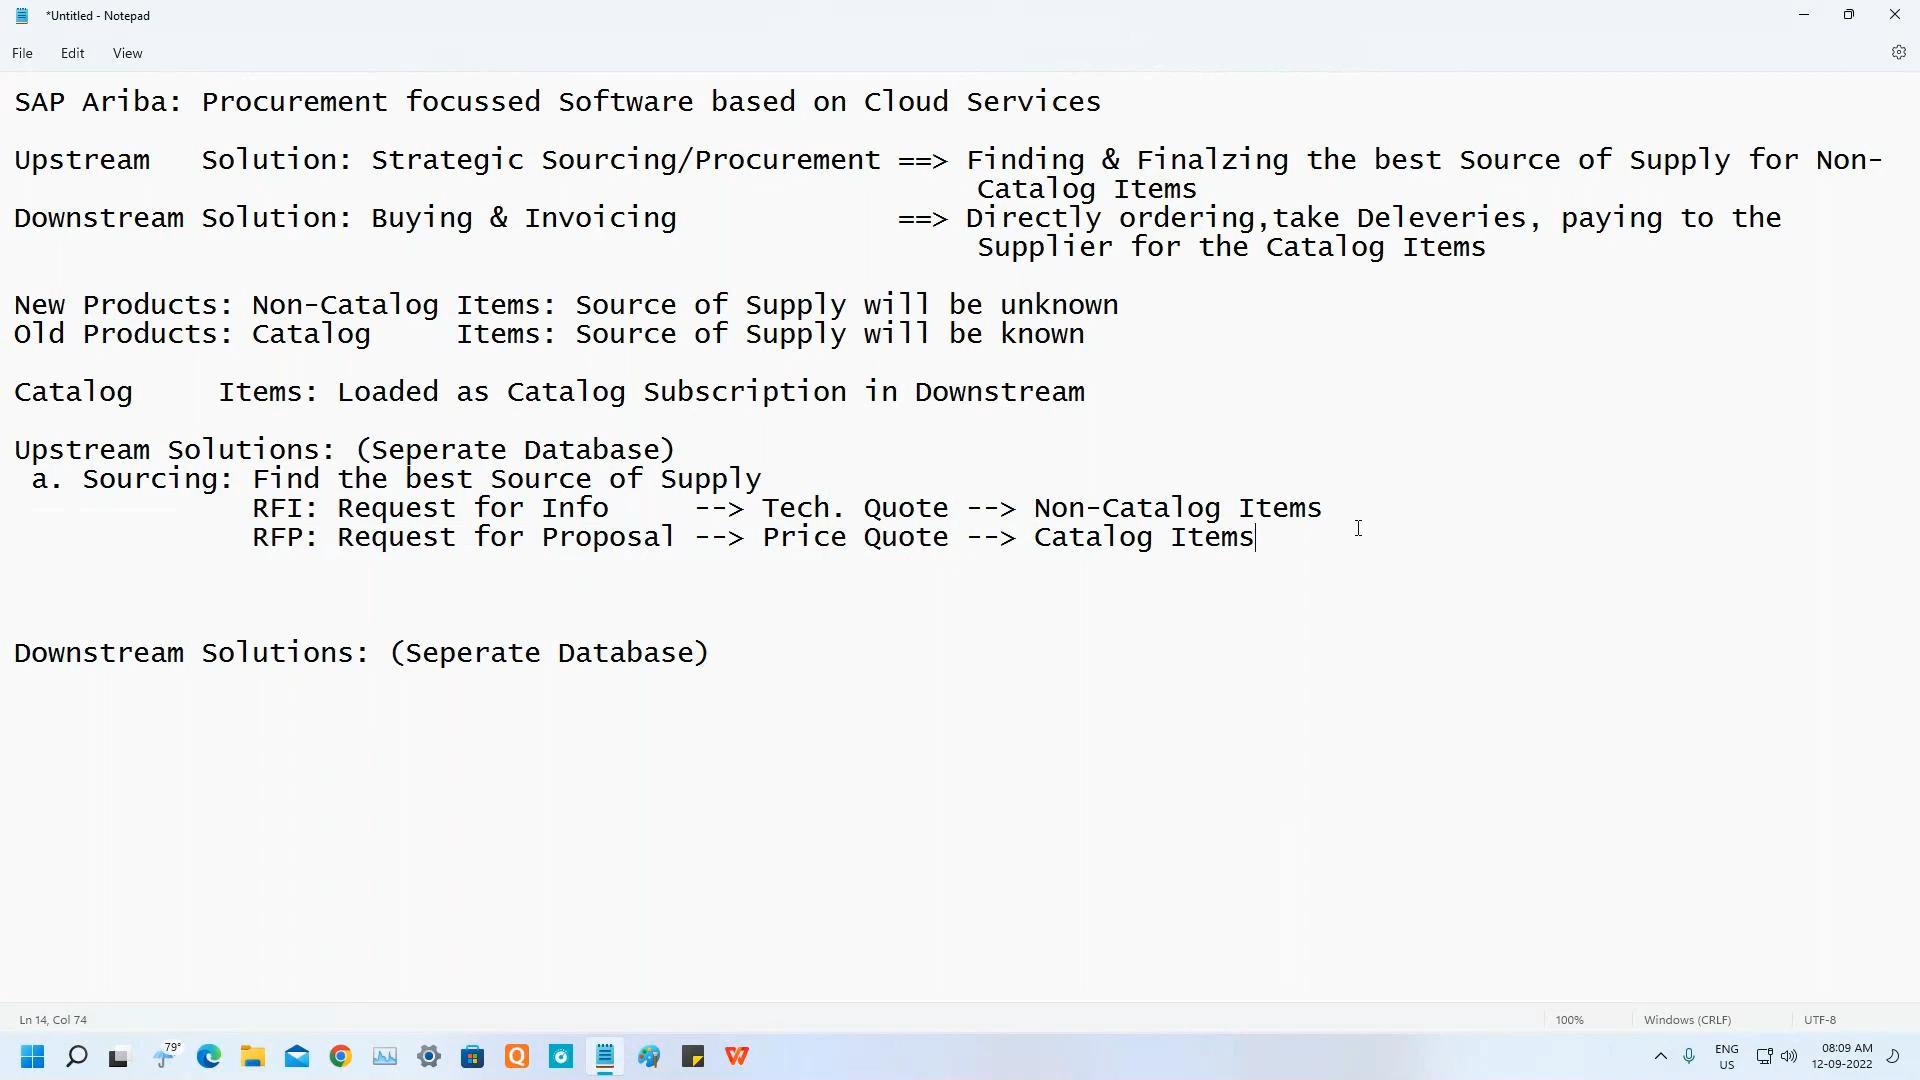 *Untitled - Notepad
File Edit View
SAP Ariba: Procurement focussed Software based on Cloud Services
Upstream   Solution: Strategic Sourcing/Procurement ==> Finding & Finalzing the best Source of Supply for Non-
Catalog Items
Downstream Solution: Buying & Invoicing             ==> Directly ordering,take Deleveries, paying to the
Supplier for the Catalog Items
New Products: Non-Catalog Items: Source of Supply will be unknown
Old Products: Catalog     Items: Source of Supply will be known
Catalog     Items: Loaded as Catalog Subscription in Downstream
Upstream Solutions: (Seperate Database)
a. Sourcing: Find the best Source of Supply
RFI: Request for Info     --> Tech. Quote --> Non-Catalog Items
RFP: Request for Proposal --> Price Quote --> Catalog Items
Downstream Solutions: (Seperate Database)
Ln 14, Col 74
100%
Windows (CRLF)
UTF-8
79°
ENG
US
08:09 AM
12-09-2022